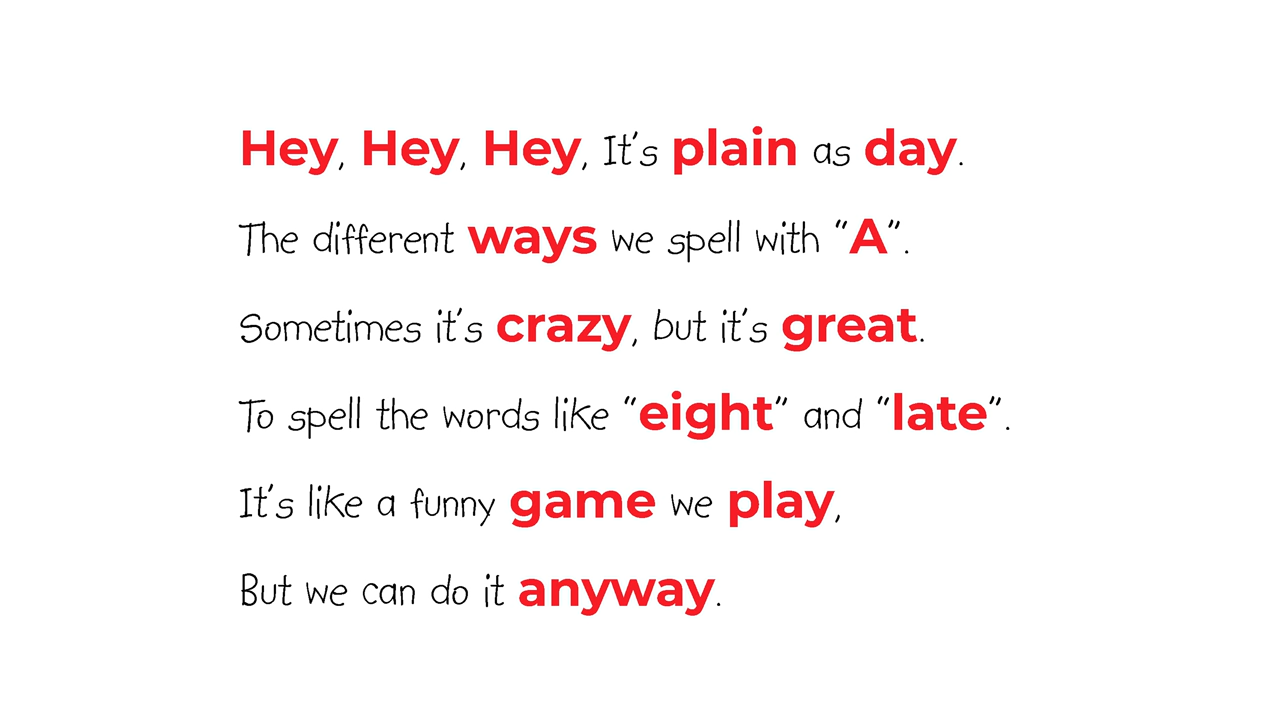 Hey, Hey, Hey, It's plain as day.
The different ways we spell with “A”.
Sometimes it's crazy, but it's great.
To spell the words like “eight” and “late”.
It's like a funny game we play,
But we can do it anyway.